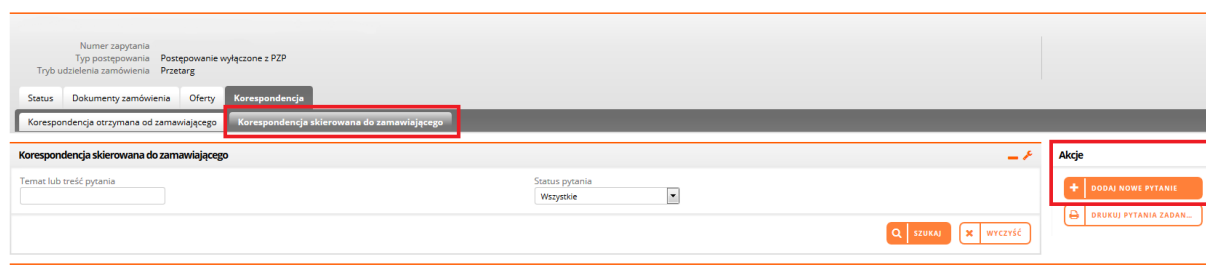 Numer zapytania
Typ postępowania Postępowanie wyłączone z PZP
Tryb udzielenia zamówienia Przetarg
Status Dokumenty zamówienia Oferty Korespondencja
Korespondencja otrzymana od zamawiającego Korespondencja skierowana do zamawiającego
Korespondencja skierowana do zamawiającego
Temat lub treść pytania
Status pytania
Wszystkie
SZUKAJ
WYCZYŚĆ
Akcje
DODAJ NOWE PYTANIE
DRUKUJ PYTANIA ZADAN...